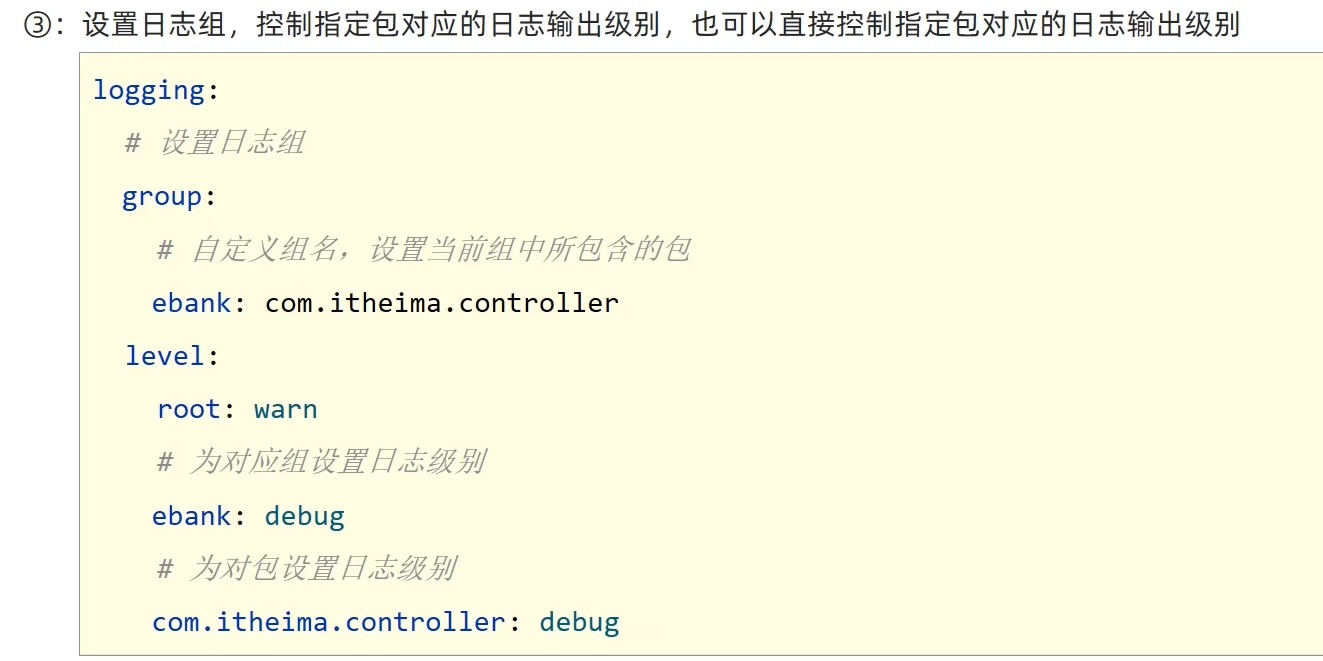 ③：设置日志组，控制指定包对应的日志输出级别，也可以直接控制指定包对应的日志输出级别
logging:
# 设置日志组
group:
# 自定义组名，设置当前组中所包含的包
ebank: com.itheima.controller
level:
root: warn
# 为对应组设置日志级别
ebank: debug
# 为对包设置日志级别
com.itheima.controller: debug